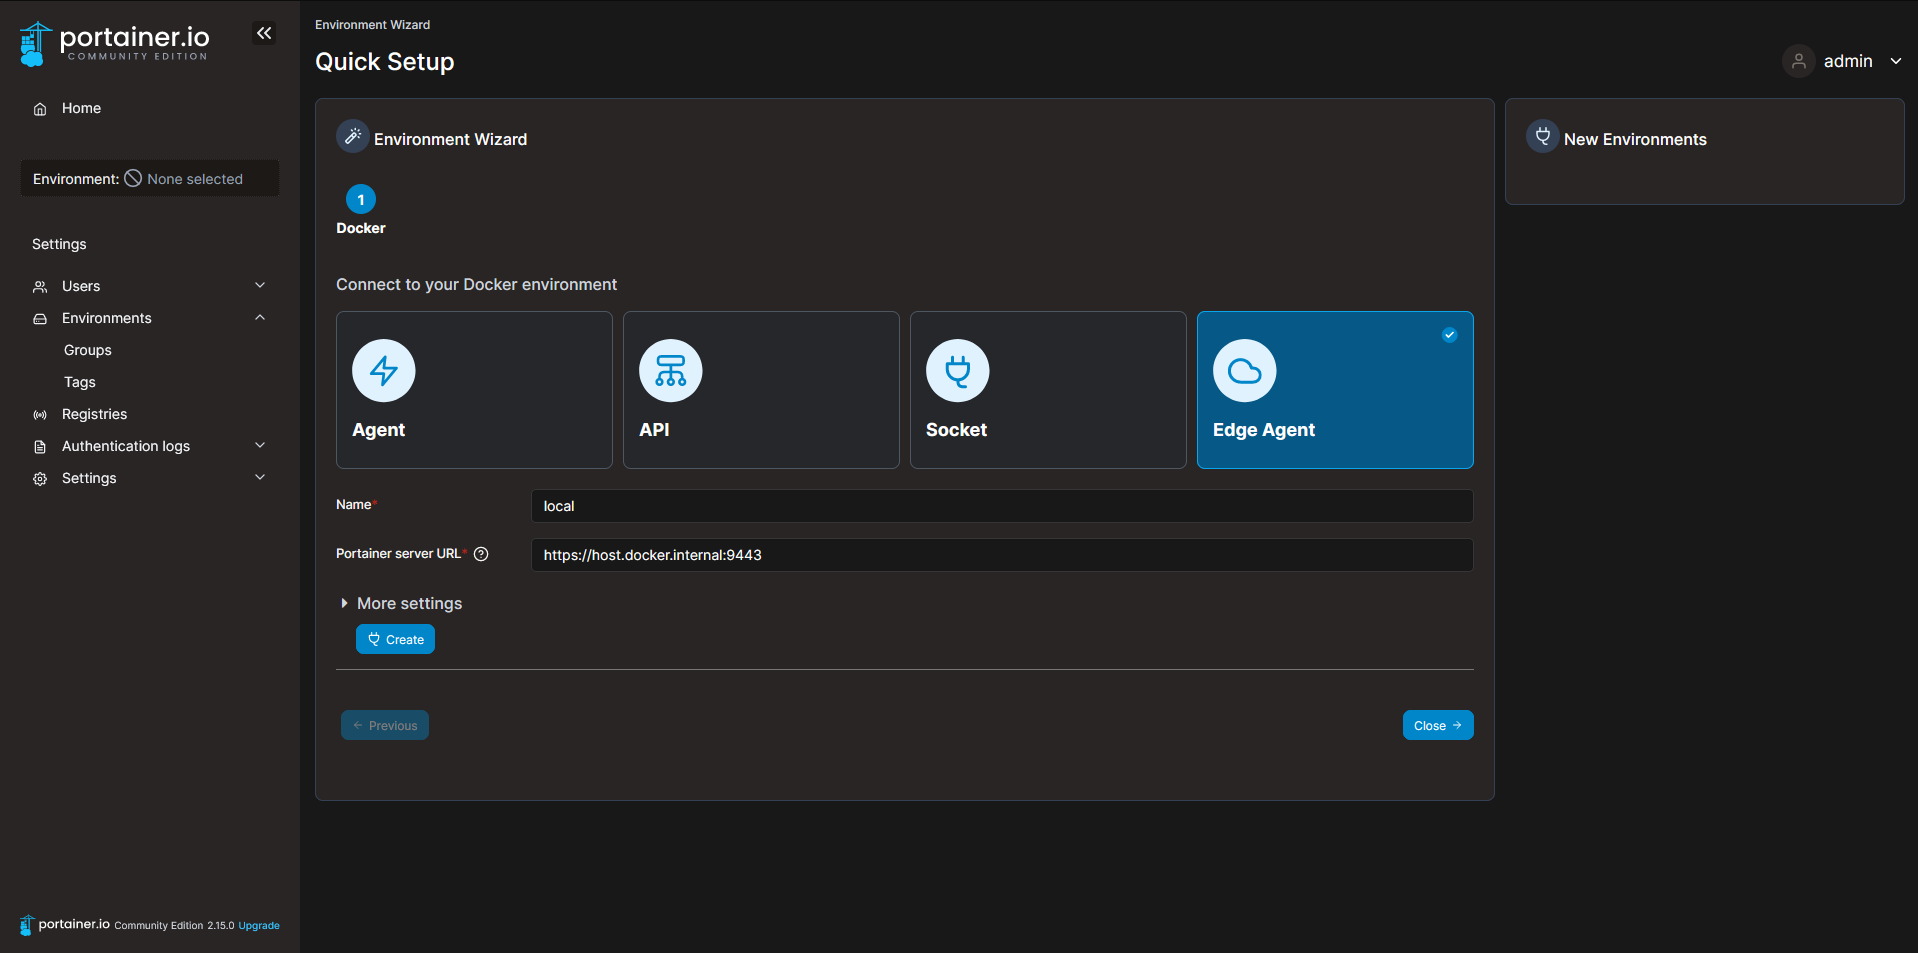 portainer.io
COMMUNITY EDITION
Home
Environment: None selected
Settings
Users
Environments
Groups
Tags
Registries
Authentication logs
Settings
portainer.io Community Edition 2.15.0 Upgrade
Environment Wizard
Quick Setup
admin
Environment Wizard
1
Docker
Connect to your Docker environment
Agent
API
Socket
Edge Agent
Name*
local
Portainer server URL* ?
https://host.docker.internal:9443
More settings
Create
Previous
Close
New Environments